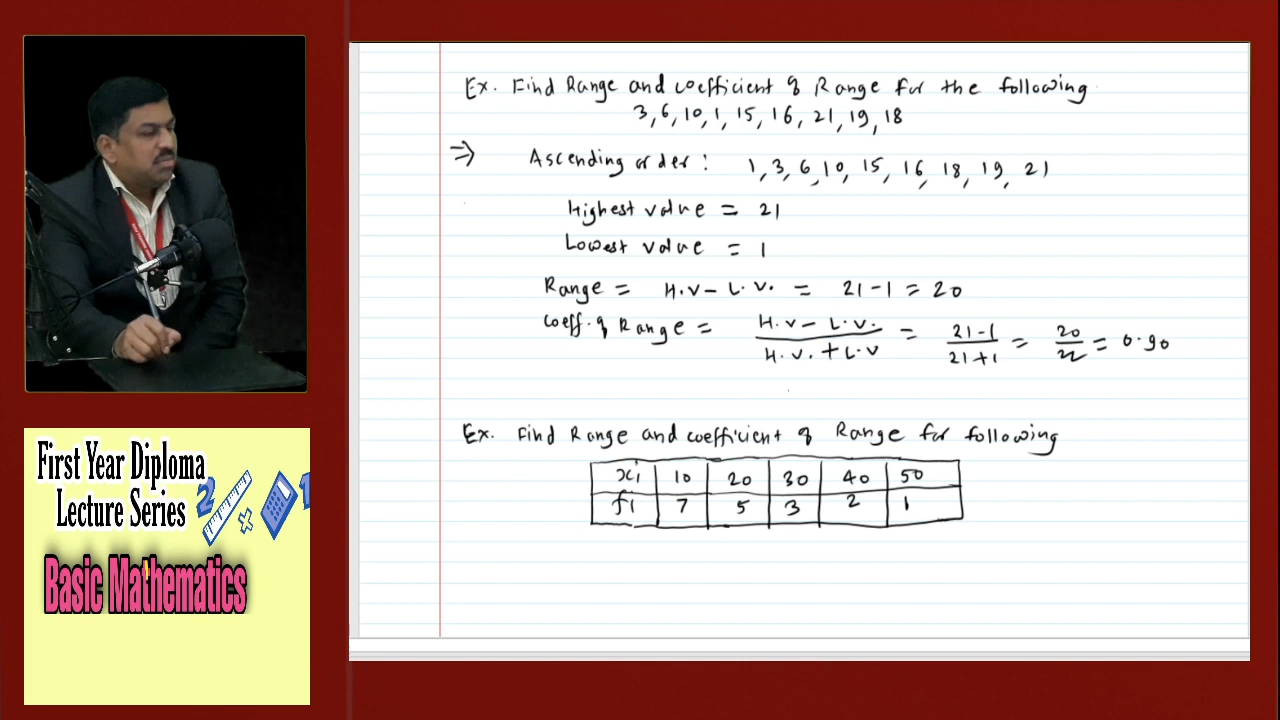 Ex. Find Range and coefficient of Range for the following
3, 6, 10, 1, 15, 16, 21, 19, 18
⇒ Ascending order : 1, 3, 6, 10, 15, 16, 18, 19, 21
Highest value = 21
Lowest value = 1
Range = H.V - L.V. = 21-1 = 20
Coeff. of Range = H.V - L.V. / H.V. + L.V = 21-1 / 21+1 = 20 / 22 = 0.90
Ex. Find Range and coefficient of Range for following
xi 10 20 30 40 50
fi 7 5 3 2 1
First Year Diploma
Lecture Series
2 x 1
Basic Mathematics